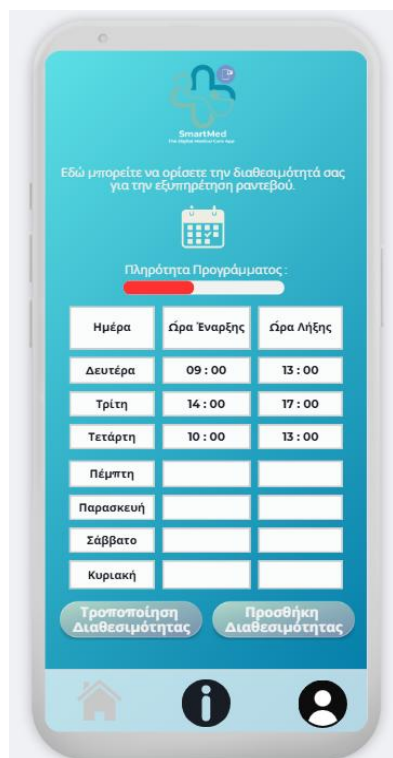 SmartMed
The Digital Medical Care App
Εδώ μπορείτε να ορίσετε την διαθεσιμότητά σας
για την εξυπηρέτηση ραντεβού.
Πληρότητα Προγράμματος :
Ημέρα Ώρα Έναρξης Ώρα Λήξης
Δευτέρα 09 : 00 13 : 00
Τρίτη 14 : 00 17 : 00
Τετάρτη 10 : 00 13 : 00
Πέμπτη
Παρασκευή
Σάββατο
Κυριακή
Τροποποίηση
Διαθεσιμότητας
Προσθήκη
Διαθεσιμότητας